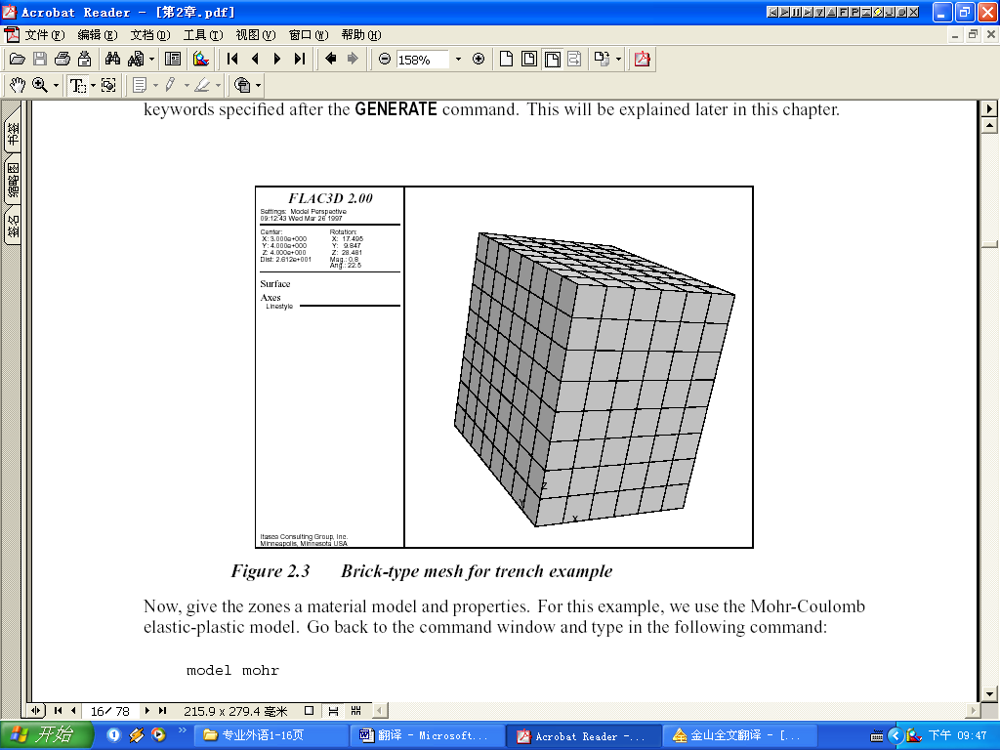 Acrobat Reader - [第2章.pdf]
文件(F) 编辑(E) 文档(D) 工具(T) 视图(V) 窗口(W) 帮助(H)
158%
书签
缩略图
签名
keywords specified after the GENERATE command. This will be explained later in this chapter.
FLAC3D 2.00
Settings: Model Perspective
09:12:43 Wed Mar 26 1997
Center: Rotation:
X: 3.000e+000 X: 17.495
Y: 4.000e+000 Y: 9.847
Z: 4.000e+000 Z: 28.481
Dist: 2.612e+001 Mag.: 0.8
Ang.: 22.5
Surface
Axes
Linestyle
Z
Y
X
Itasca Consulting Group, Inc.
Minneapolis, Minnesota USA
Figure 2.3 Brick-type mesh for trench example
Now, give the zones a material model and properties. For this example, we use the Mohr-Coulomb
elastic-plastic model. Go back to the command window and type in the following command:
model mohr
16/ 78 215.9 x 279.4 毫米
开始 专业外语1-16页 翻译 - Microsoft... Acrobat Reader -... 金山全文翻译 - [... 下午 09:47